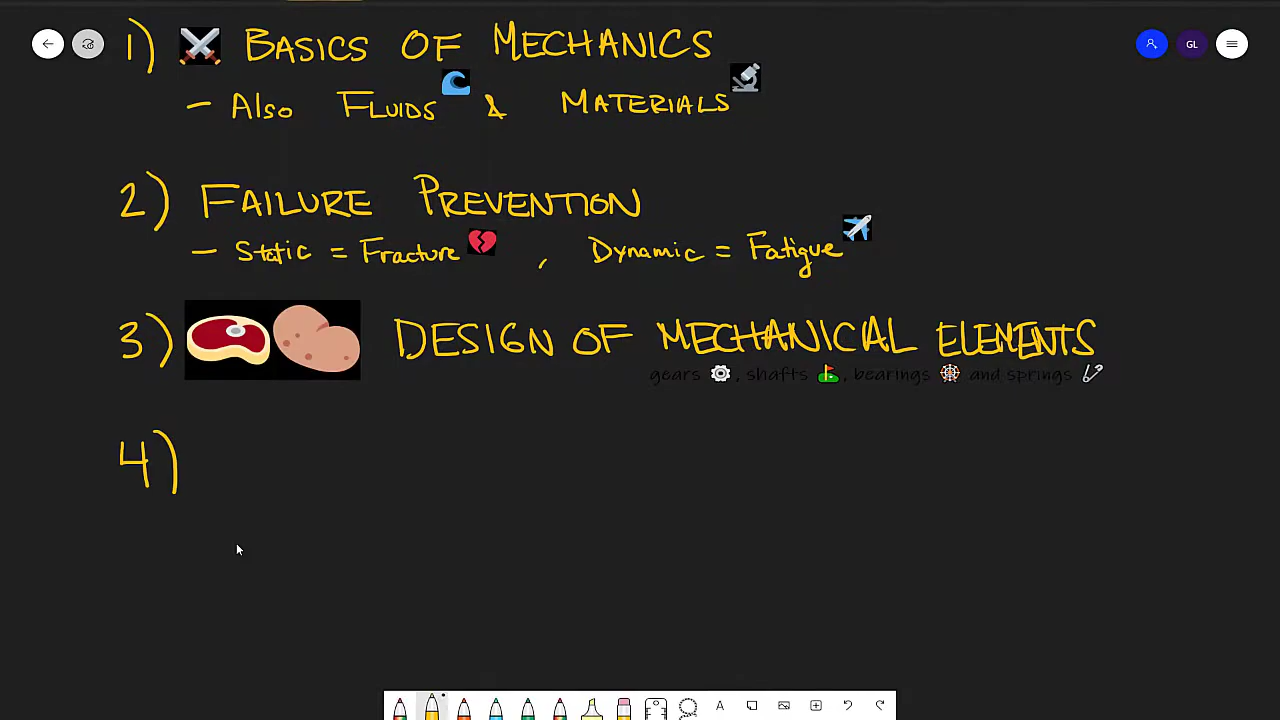 1) BASICS OF MECHANICS
- Also FLUIDS & MATERIALS
2) FAILURE PREVENTION
- Static = Fracture , Dynamic = Fatigue
3) DESIGN OF MECHANICAL ELEMENTS
gears , shafts , bearings and springs
4)
GL
A